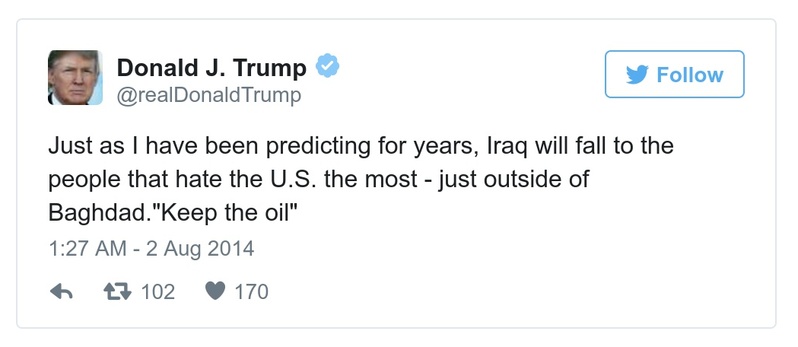 Donald J. Trump
@realDonaldTrump
Follow
Just as I have been predicting for years, Iraq will fall to the
people that hate the U.S. the most - just outside of
Baghdad."Keep the oil"
1:27 AM - 2 Aug 2014
102 170